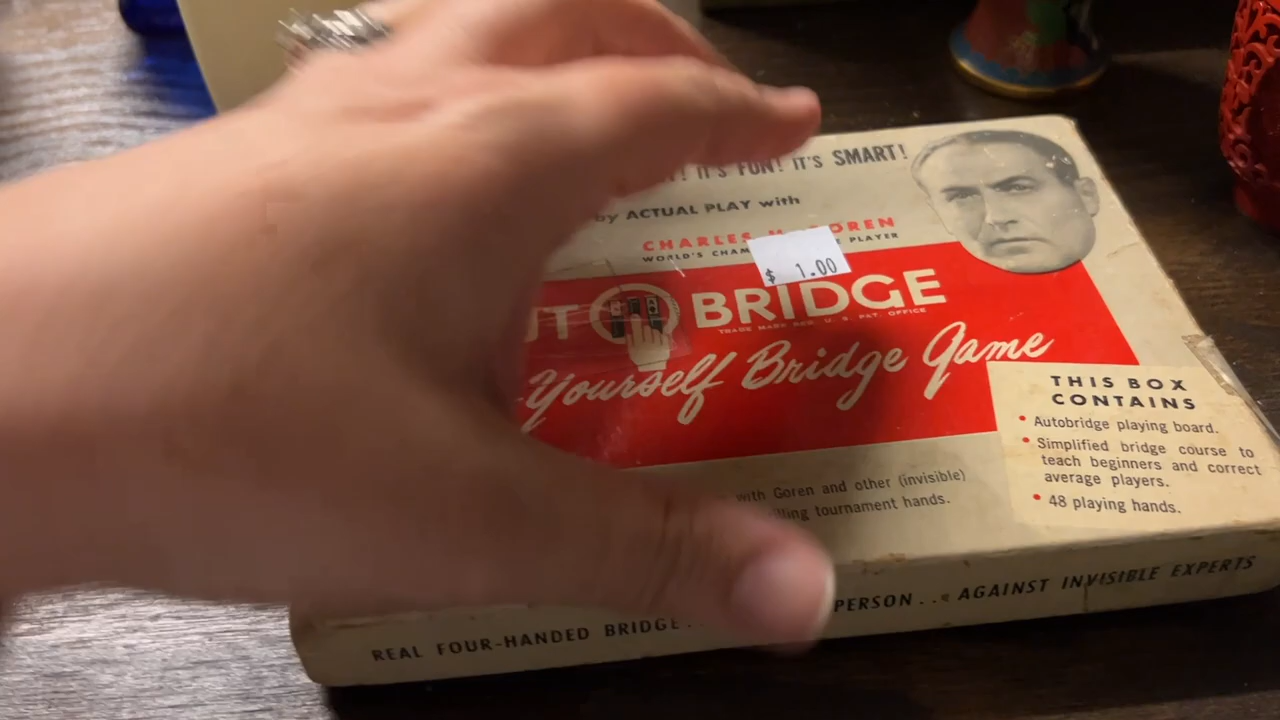 IT'S FUN! IT'S SMART!
by ACTUAL PLAY with
CHARLES
WORLD'S PLAYER
$ 1.00
BRIDGE
TRADE MARK REG. U. S. PAT. OFFICE
Yourself Bridge Game
THIS BOX
CONTAINS
• Autobridge playing board.
• Simplified bridge course to
teach beginners and correct
average players.
• 48 playing hands.
with Goren and other (invisible)
tournament hands.
REAL FOUR-HANDED BRIDGE... PERSON... AGAINST INVISIBLE EXPERTS